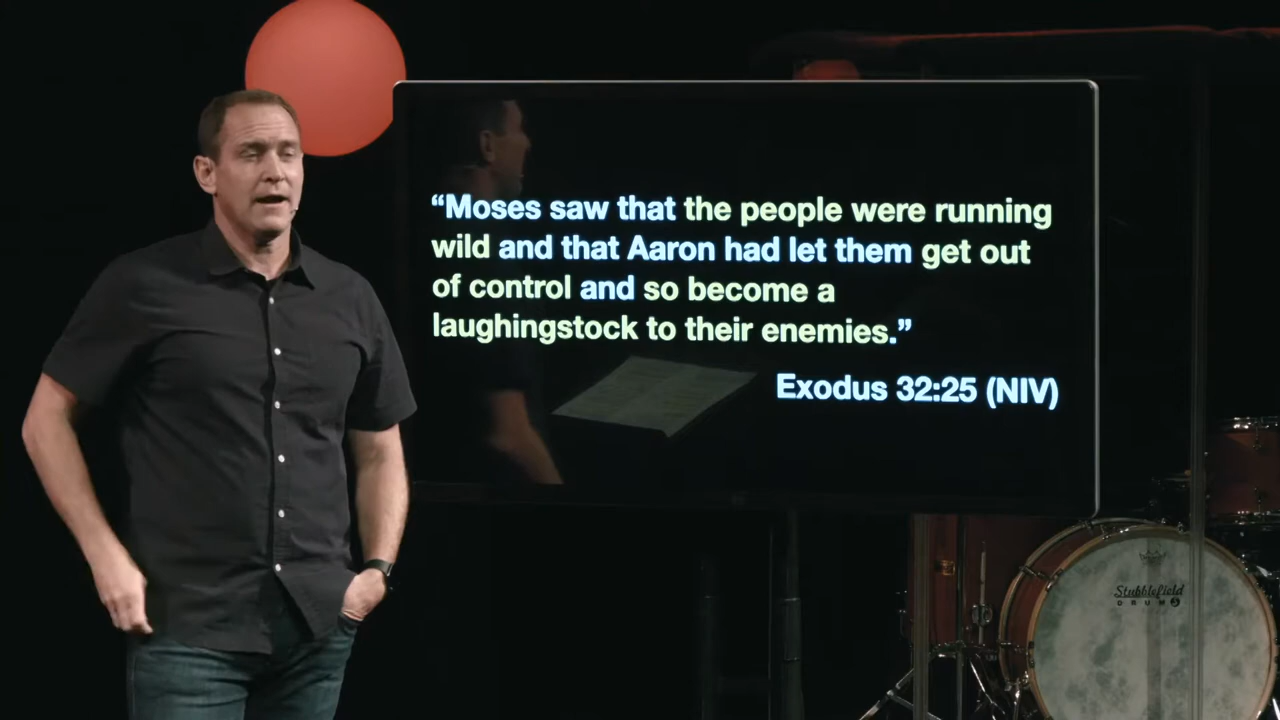 “Moses saw that the people were running
wild and that Aaron had let them get out
of control and so become a
laughingstock to their enemies.”
Exodus 32:25 (NIV)
Stubblefield
DRUMS